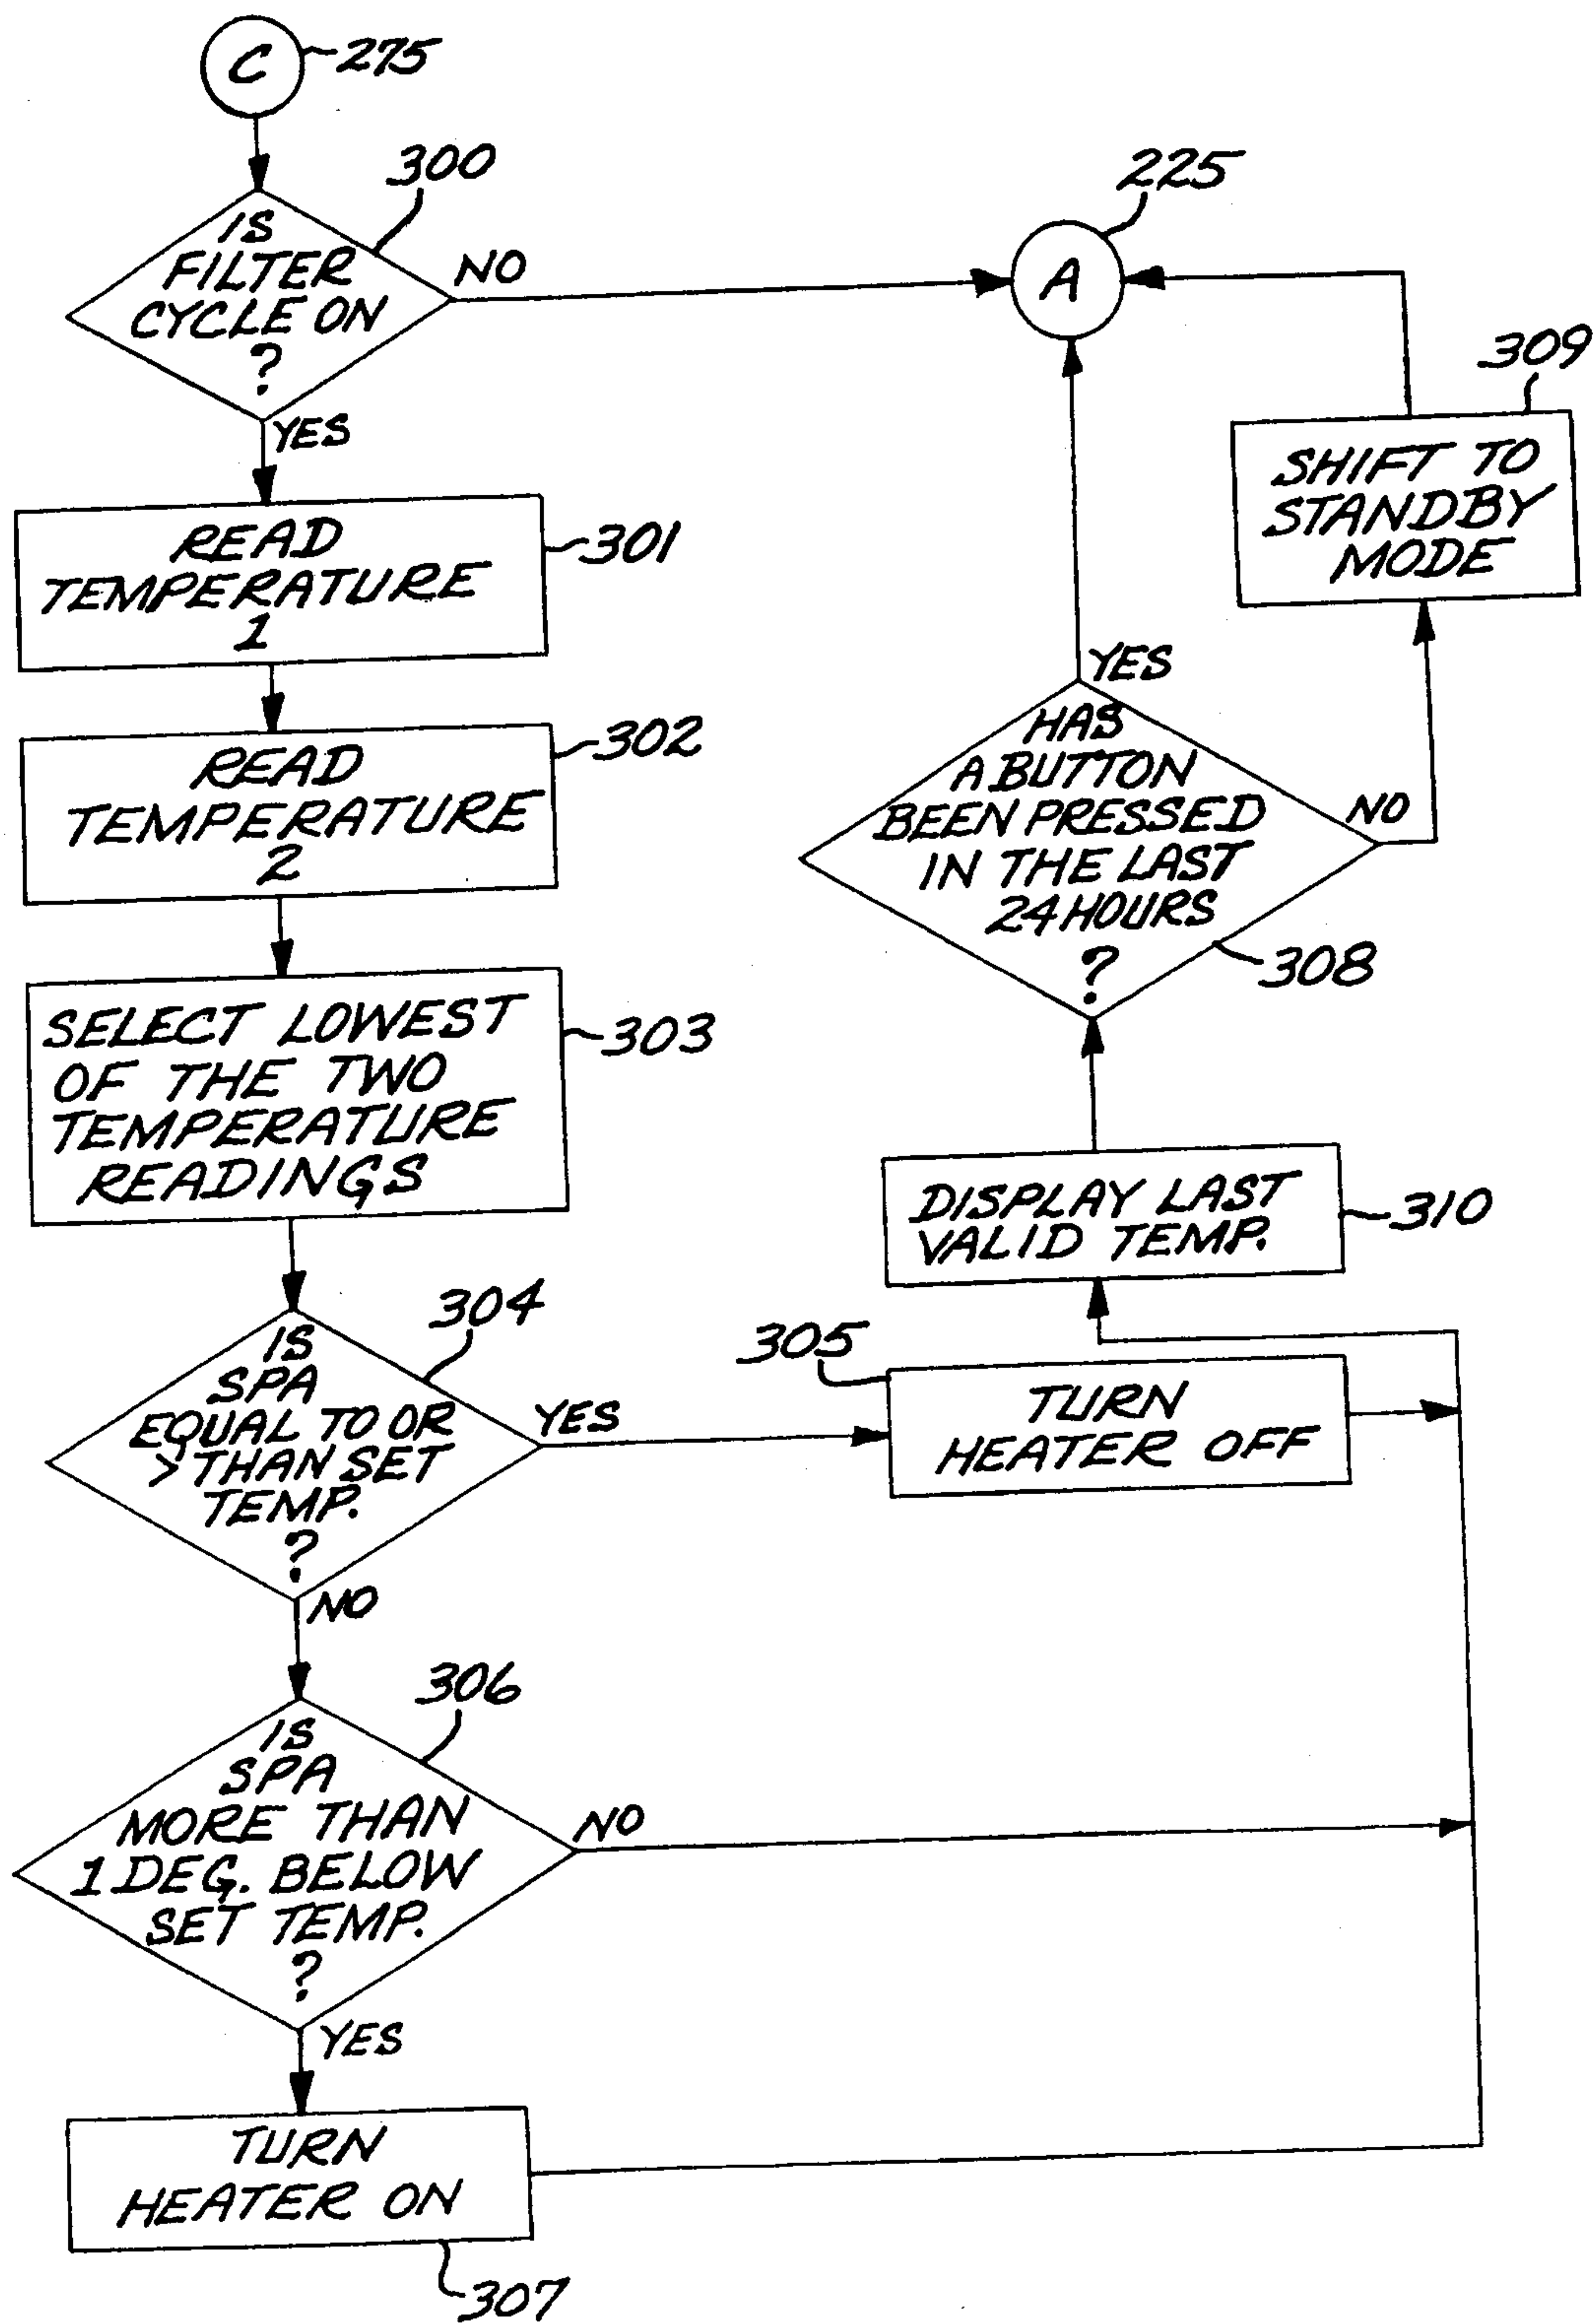 C
275
300
IS
FILTER
CYCLE ON
?
NO
YES
225
A
309
SHIFT TO
STANDBY
MODE
READ
TEMPERATURE
1
301
READ
TEMPERATURE
2
302
YES
HAS
A BUTTON
BEEN PRESSED
IN THE LAST
24 HOURS
?
NO
308
SELECT LOWEST
OF THE TWO
TEMPERATURE
READINGS
303
DISPLAY LAST
VALID TEMP.
310
304
IS
SPA
EQUAL TO OR
> THAN SET
TEMP.
?
YES
NO
305
TURN
HEATER OFF
306
IS
SPA
MORE THAN
1 DEG. BELOW
SET TEMP.
?
NO
YES
TURN
HEATER ON
307